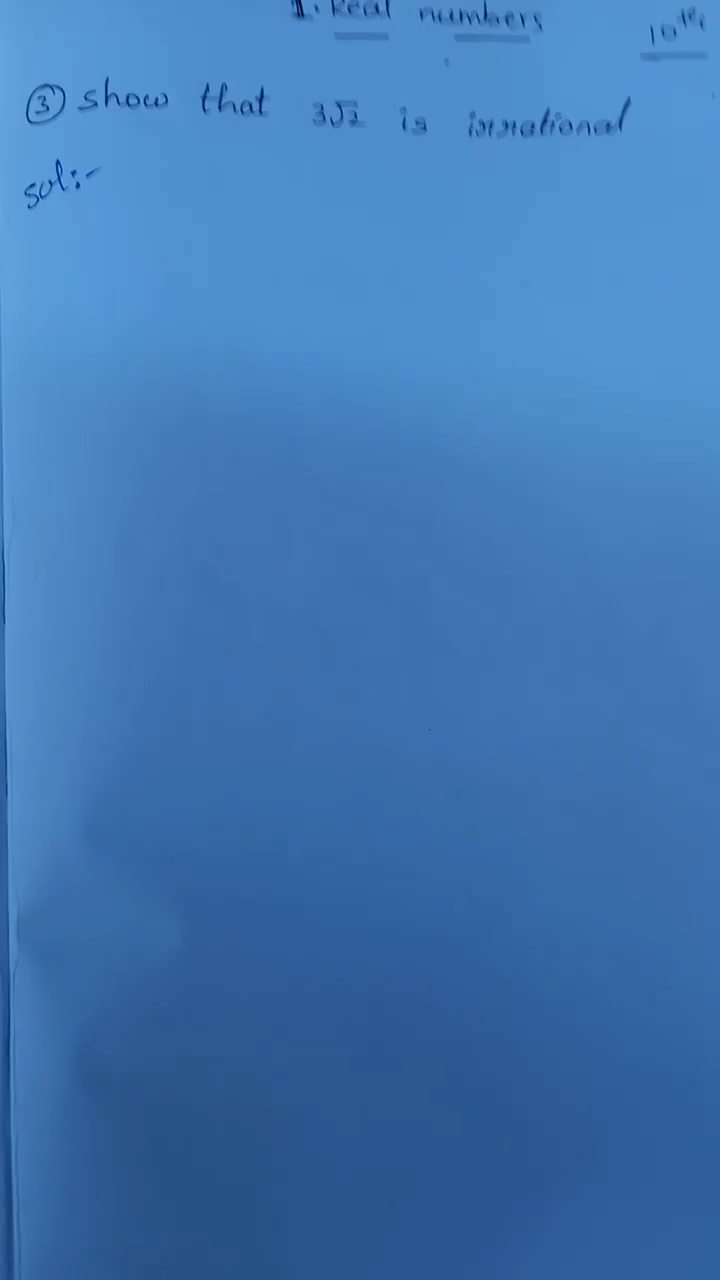 1. Real numbers 10th
③ show that 3√2 is irrational
sol:-